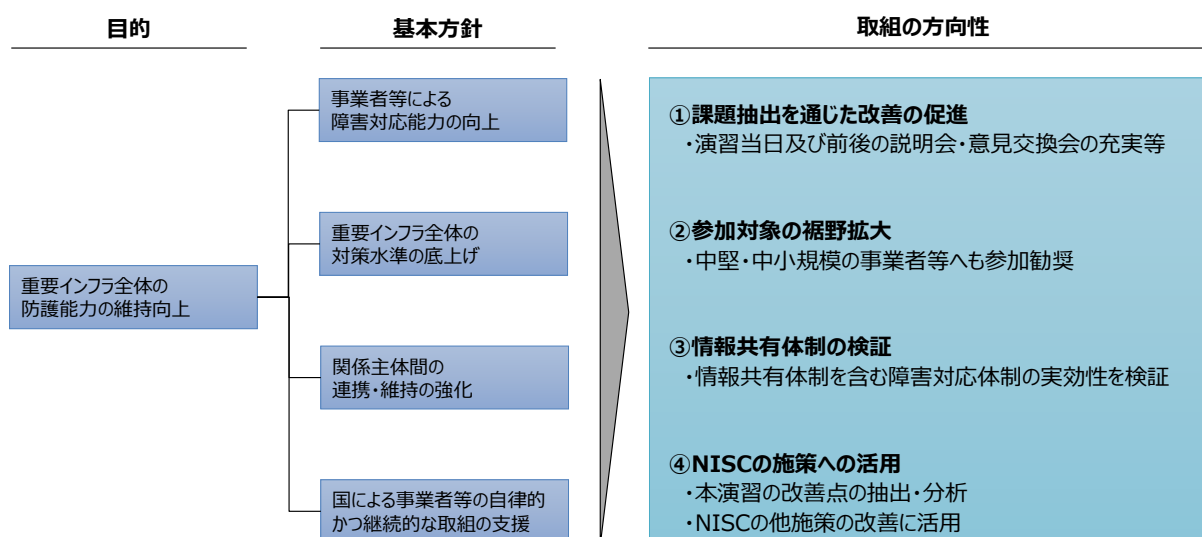 目的
基本方針
取組の方向性
重要インフラ全体の
防護能力の維持向上
事業者等による
障害対応能力の向上
重要インフラ全体の
対策水準の底上げ
関係主体間の
連携・維持の強化
国による事業者等の自律的
かつ継続的な取組の支援
①課題抽出を通じた改善の促進
・演習当日及び前後の説明会・意見交換会の充実等
②参加対象の裾野拡大
・中堅・中小規模の事業者等へも参加勧奨
③情報共有体制の検証
・情報共有体制を含む障害対応体制の実効性を検証
④NISCの施策への活用
・本演習の改善点の抽出・分析
・NISCの他施策の改善に活用